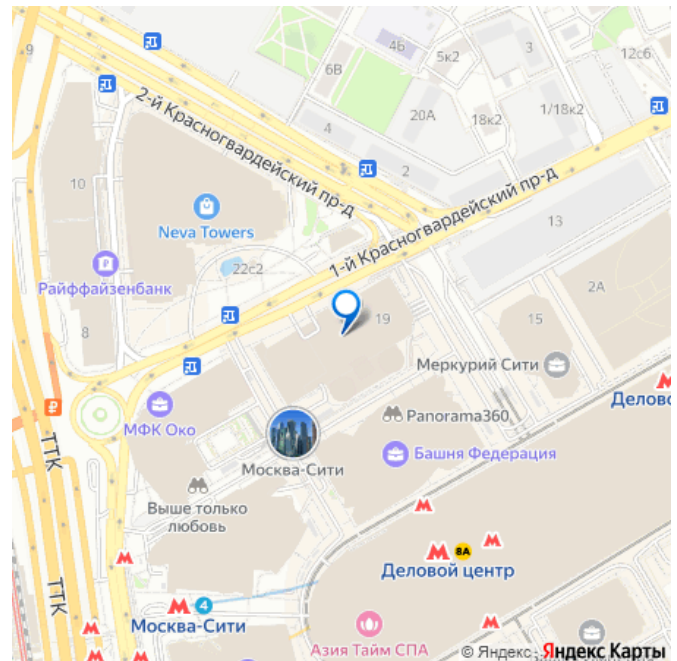 9
4Б
5к2
3
12с6
6В
20А
18к2
1/18к2
4
2
2-й Красногвардейский пр-д
10
Neva Towers
22с2
Райффайзенбанк
8
1-й Красногвардейский пр-д
13
2А
19
15
Меркурий Сити
МФК Око
Panorama360
Делово
ТТК
Москва-Сити
Башня Федерация
Выше только
любовь
8А
Деловой центр
ТТК
4
Москва-Сити
Азия Тайм СПА
© Яндекс
Яндекс Карты